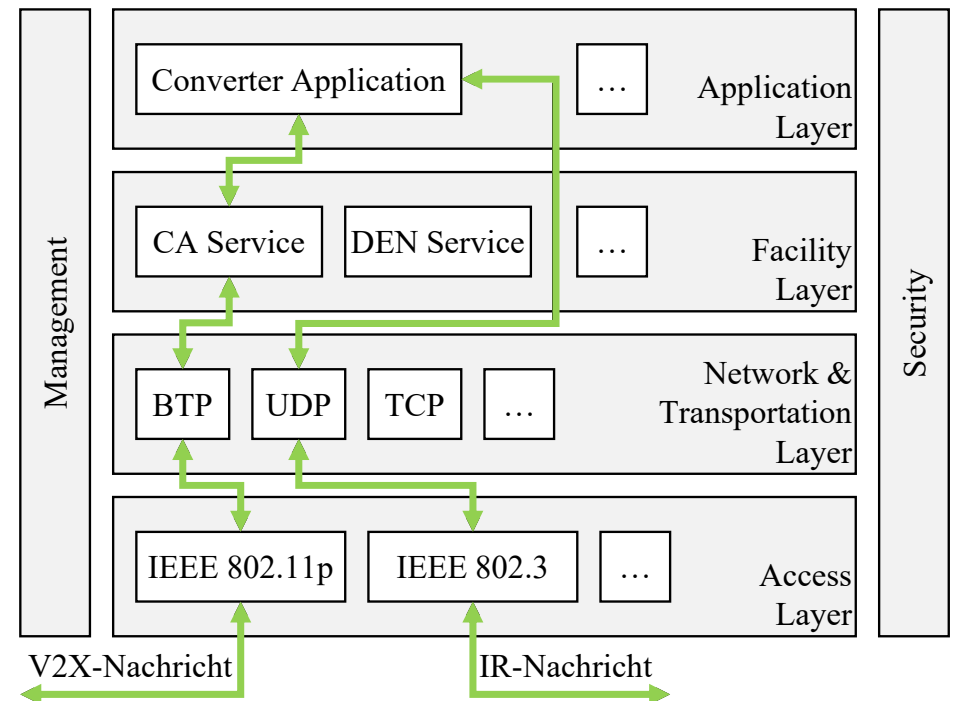 Management
Converter Application
…
Application
Layer
CA Service
DEN Service
…
Facility
Layer
BTP
UDP
TCP
…
Network &
Transportation
Layer
IEEE 802.11p
IEEE 802.3
…
Access
Layer
Security
V2X-Nachricht
IR-Nachricht